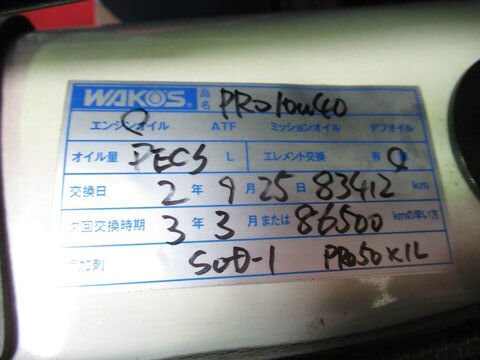 WAKO'S 品名 PRO10w40
エンジンオイル ATF ミッションオイル デフオイル
オイル量 PECS L エレメント交換 有
交換日 2 年 9 月 25 日 83412 km
次回交換時期 3 年 3 月または 86500 kmの早い方
添加剤 SOD-1 PRO50×1L